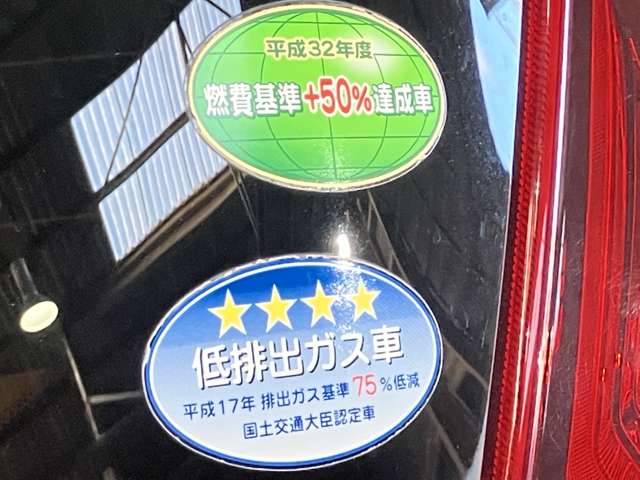 平成32年度
燃費基準+50%達成車
低排出ガス車
平成17年 排出ガス基準75%低減
国土交通大臣認定車